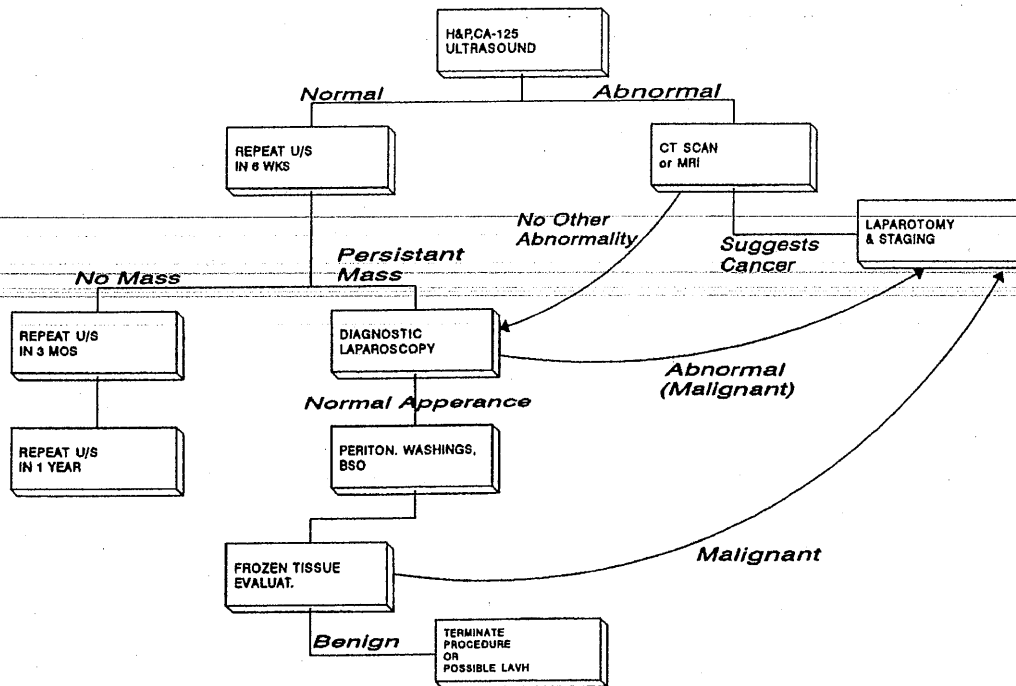 H&P,CA-125
ULTRASOUND
Normal
Abnormal
REPEAT U/S
IN 6 WKS
CT SCAN
or MRI
No Other
Abnormality
Suggests
Cancer
LAPAROTOMY
& STAGING
No Mass
Persistant
Mass
REPEAT U/S
IN 3 MOS
DIAGNOSTIC
LAPAROSCOPY
Abnormal
(Malignant)
Normal Apperance
REPEAT U/S
IN 1 YEAR
PERITON. WASHINGS,
BSO
FROZEN TISSUE
EVALUAT.
Malignant
Benign
TERMINATE
PROCEDURE
OR
POSSIBLE LAVH